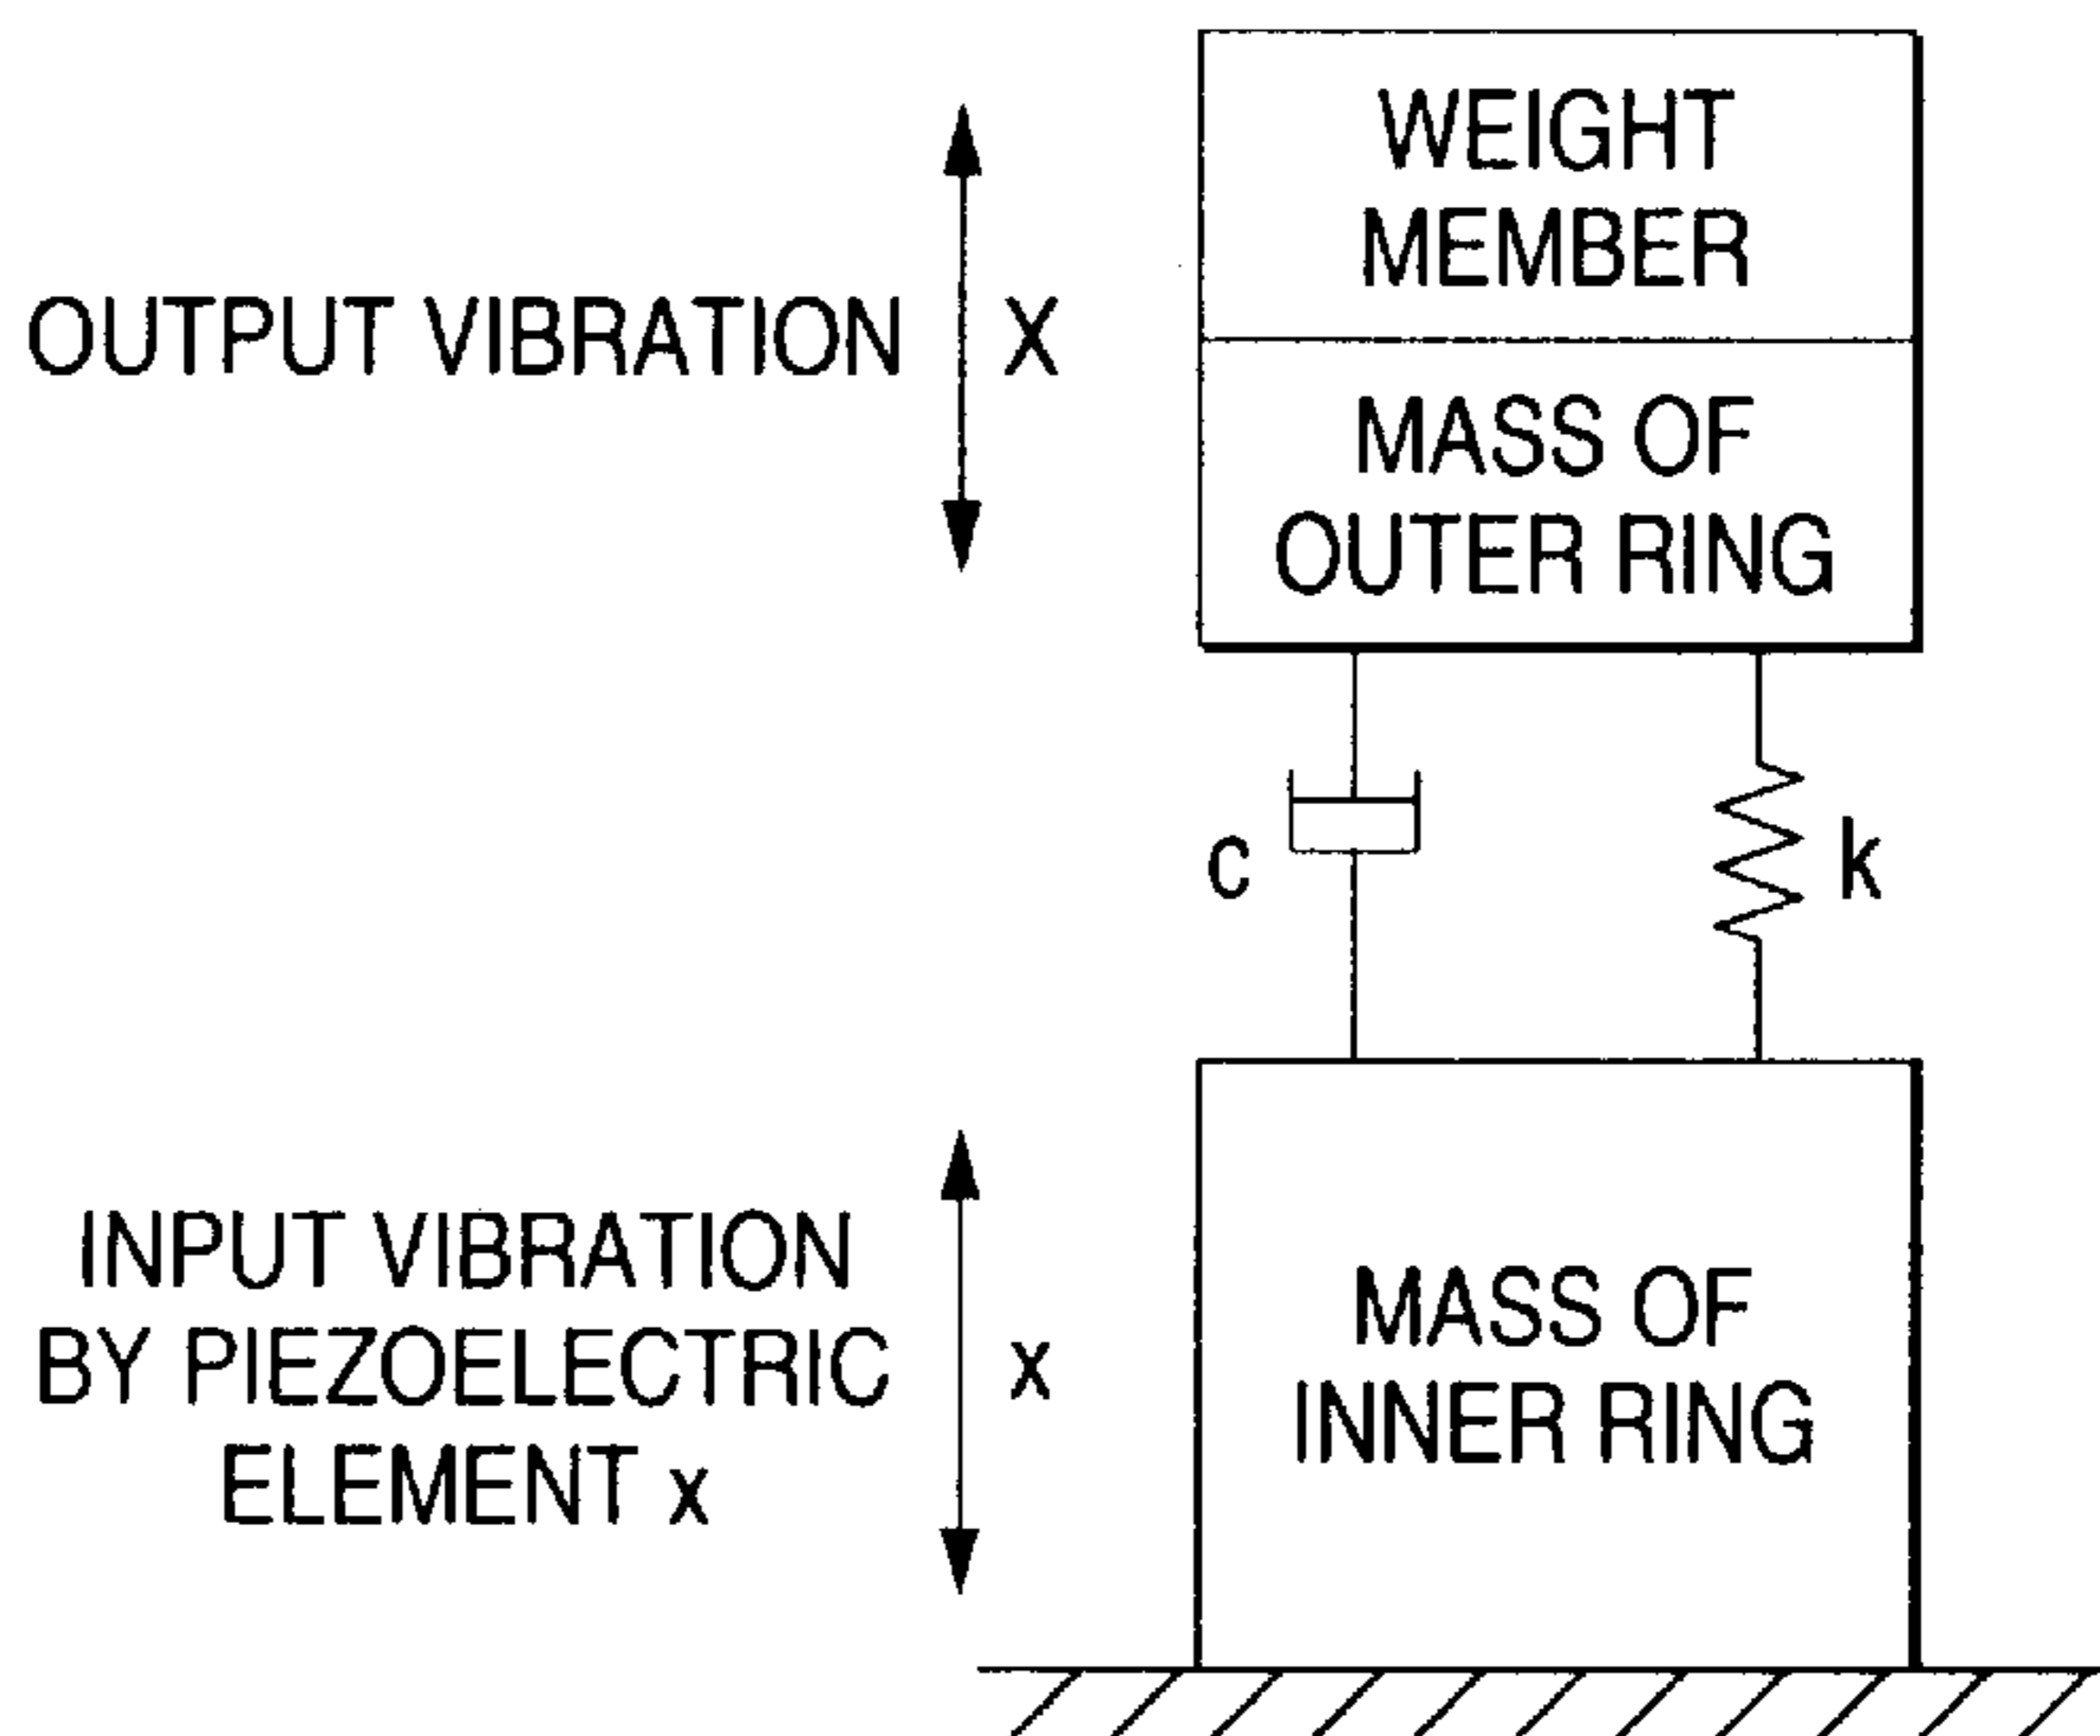 WEIGHT
MEMBER
OUTPUT VIBRATION
X
MASS OF
OUTER RING
c
k
INPUT VIBRATION
BY PIEZOELECTRIC
ELEMENT x
x
MASS OF
INNER RING